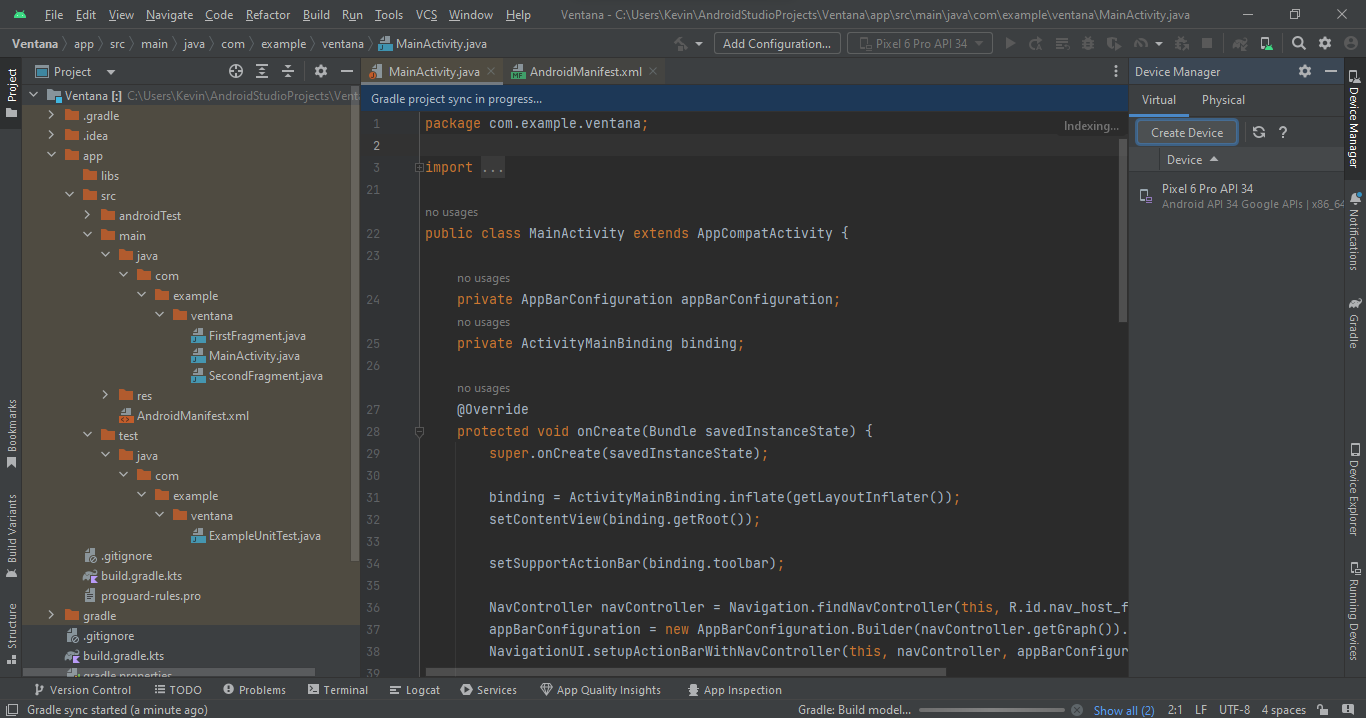 File Edit View Navigate Code Refactor Build Run Tools VCS Window Help Ventana - C:\Users\Kevin\AndroidStudioProjects\Ventana\app\src\main\java\com\example\ventana\MainActivity.java
Ventana app src main java com example ventana MainActivity.java Add Configuration... Pixel 6 Pro API 34
Project
MainActivity.java AndroidManifest.xml
Device Manager
Ventana [:] C:\Users\Kevin\AndroidStudioProjects\Vent
.gradle
.idea
app
libs
src
androidTest
main
java
com
example
ventana
FirstFragment.java
MainActivity.java
SecondFragment.java
res
AndroidManifest.xml
test
java
com
example
ventana
ExampleUnitTest.java
.gitignore
build.gradle.kts
proguard-rules.pro
gradle
.gitignore
build.gradle.kts
gradle.properties
Gradle project sync in progress...
Indexing...
1 package com.example.ventana;
2
3 import ...
21
no usages
22 public class MainActivity extends AppCompatActivity {
23
no usages
24 private AppBarConfiguration appBarConfiguration;
no usages
25 private ActivityMainBinding binding;
26
no usages
27 @Override
28 protected void onCreate(Bundle savedInstanceState) {
29 super.onCreate(savedInstanceState);
30
31 binding = ActivityMainBinding.inflate(getLayoutInflater());
32 setContentView(binding.getRoot());
33
34 setSupportActionBar(binding.toolbar);
35
36 NavController navController = Navigation.findNavController(this, R.id.nav_host_f
37 appBarConfiguration = new AppBarConfiguration.Builder(navController.getGraph()).
38 NavigationUI.setupActionBarWithNavController(this, navController, appBarConfigur
39
Virtual Physical
Create Device ?
Device
Pixel 6 Pro API 34
Android API 34 Google APIs | x86_64
Project
Bookmarks
Build Variants
Structure
Device Manager
Notifications
Gradle
Device Explorer
Running Devices
Version Control TODO Problems Terminal Logcat Services App Quality Insights App Inspection
Gradle sync started (a minute ago) Gradle: Build model... Show all (2) 2:1 LF UTF-8 4 spaces